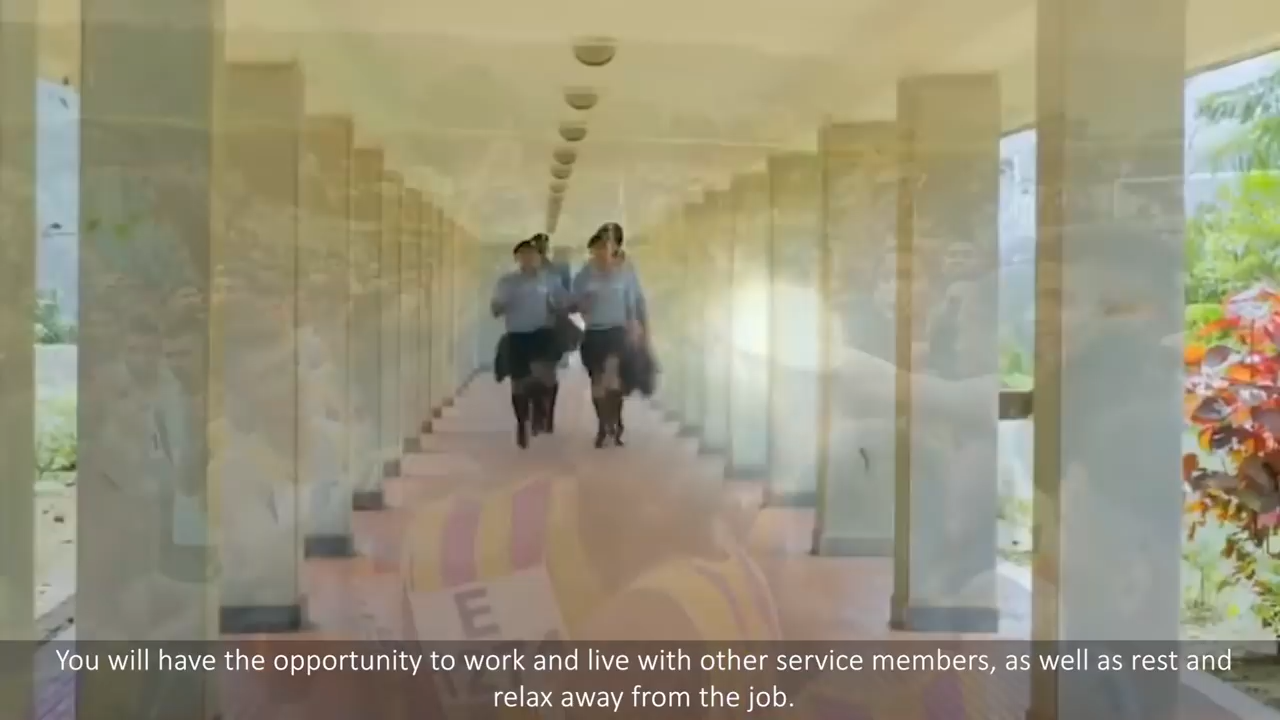 E
You will have the opportunity to work and live with other service members, as well as rest and
relax away from the job.